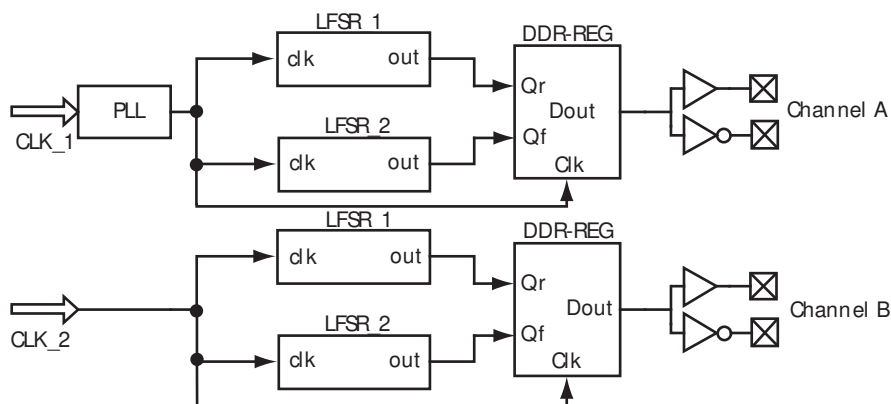 LFSR_1
DDR-REG
clk out
Qr
PLL
Dout
Channel A
CLK_1
LFSR_2
Qf
clk out
Clk
LFSR_1
DDR-REG
clk out
Qr
Dout
Channel B
CLK_2
LFSR_2
Qf
clk out
Clk